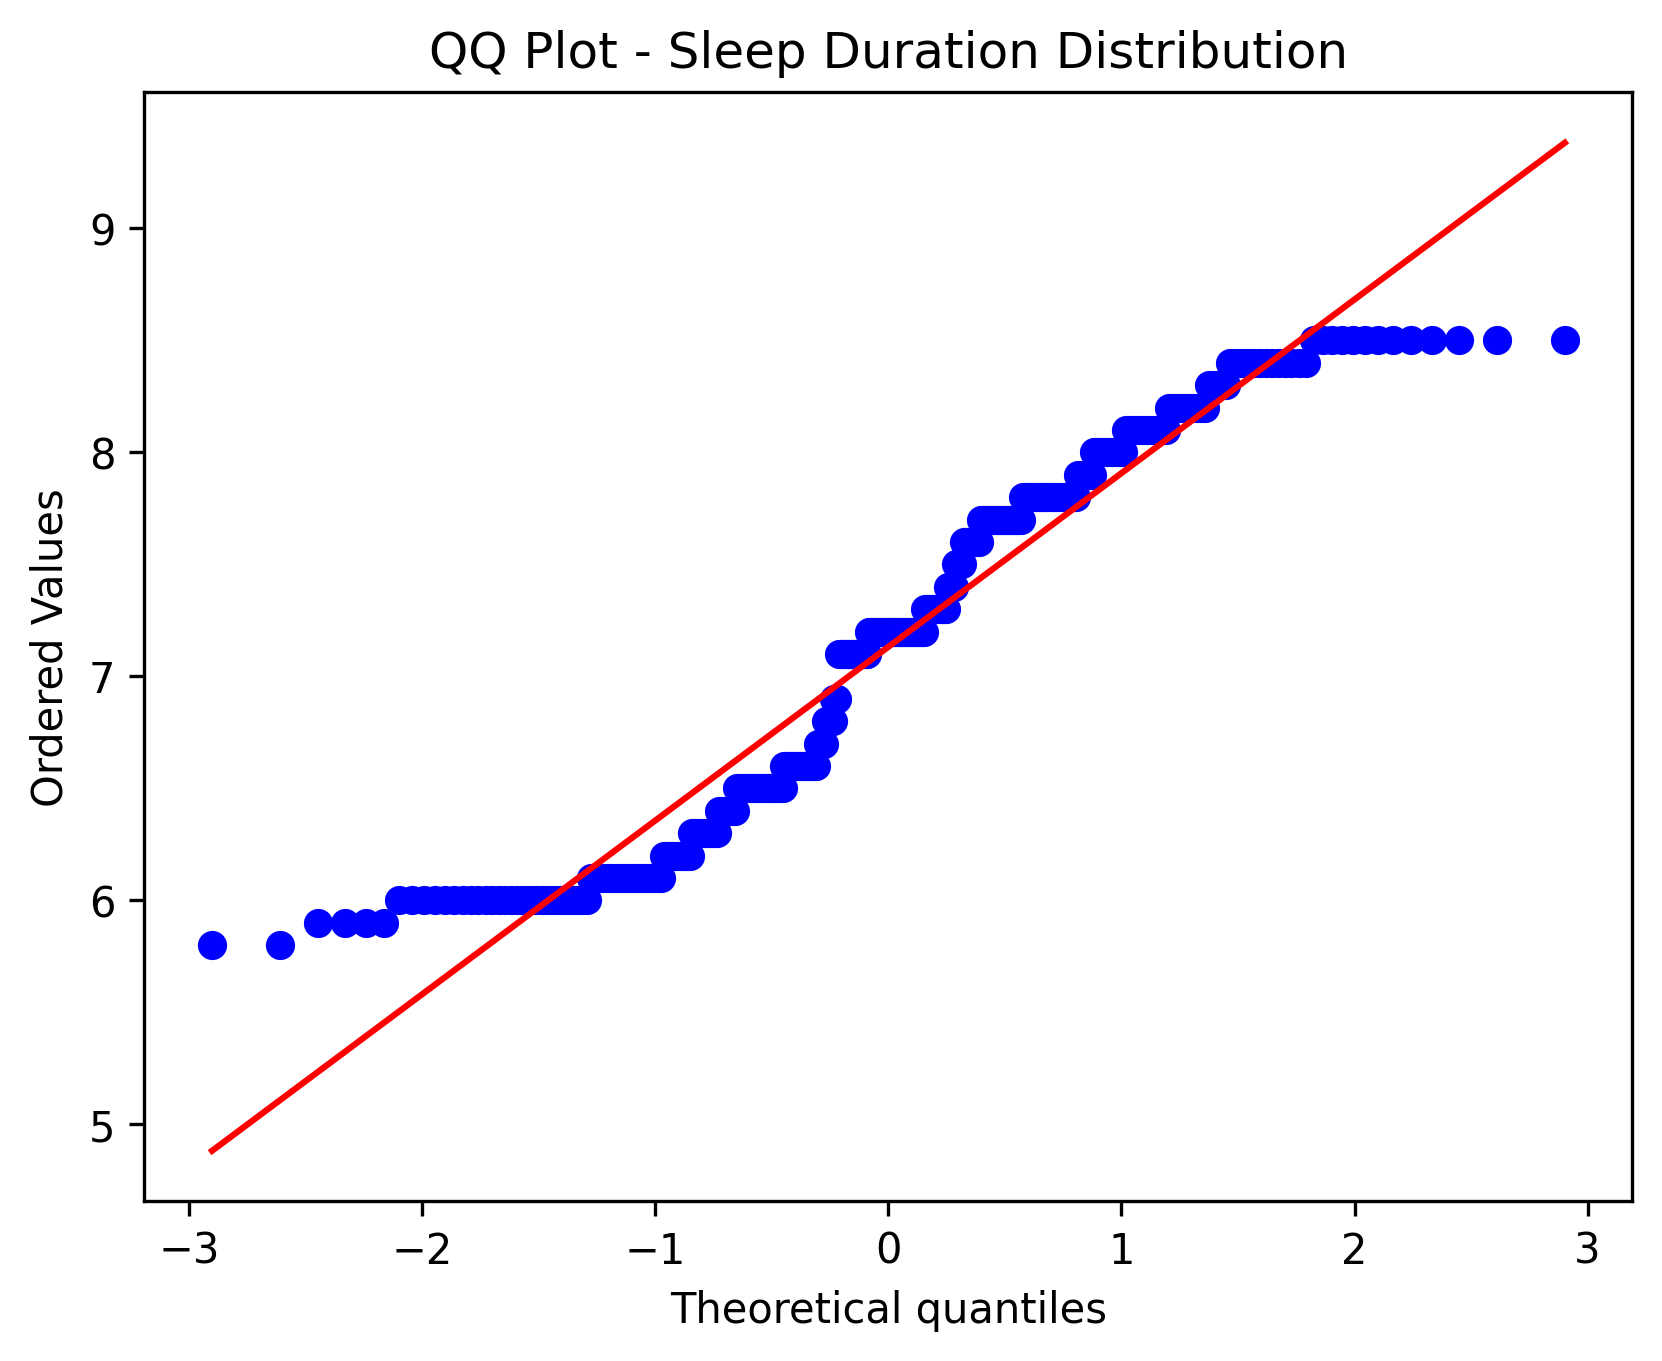 QQ Plot - Sleep Duration Distribution
Ordered Values
9
8
7
6
5
−3 −2 −1 0 1 2 3
Theoretical quantiles